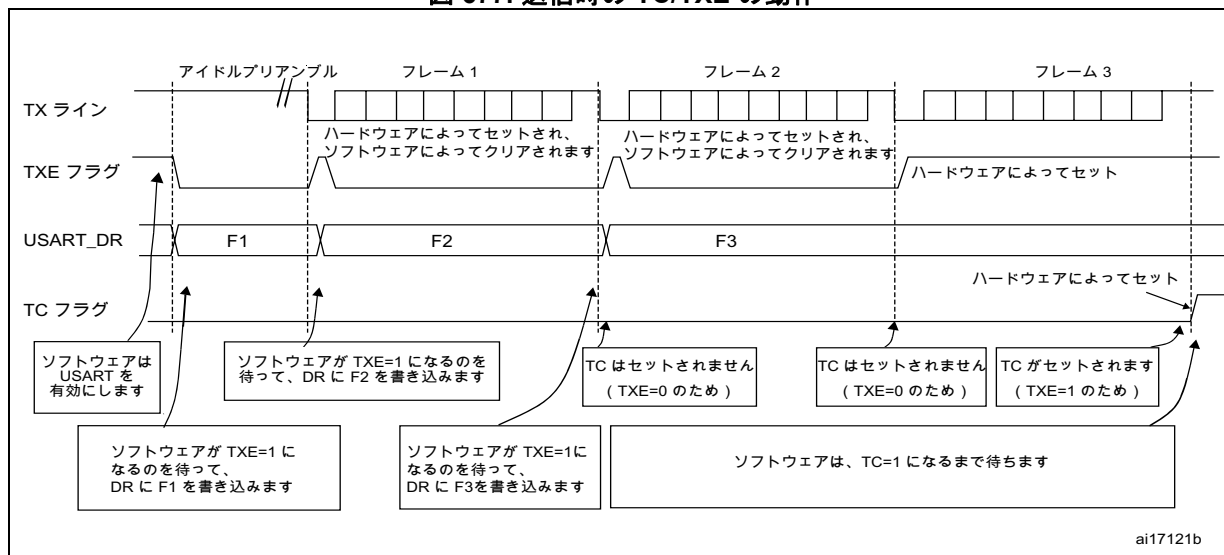 アイドルプリアンブル
フレーム 1
フレーム 2
フレーム 3
TX ライン
ハードウェアによってセットされ、
ソフトウェアによってクリアされます
ハードウェアによってセットされ、
ソフトウェアによってクリアされます
TXE フラグ
ハードウェアによってセット
USART_DR
F1
F2
F3
ハードウェアによってセット
TC フラグ
ソフトウェアは
USART を
有効にします
ソフトウェアが TXE=1 になるのを
待って、DR に F2 を書き込みます
TC はセットされません
( TXE=0 のため )
TC はセットされません
( TXE=0 のため )
TC がセットされます
( TXE=1 のため )
ソフトウェアが TXE=1 に
なるのを待って、
DR に F1 を書き込みます
ソフトウェアが TXE=1に
なるのを待って、
DR に F3を書き込みます
ソフトウェアは、TC=1 になるまで待ちます
ai17121b